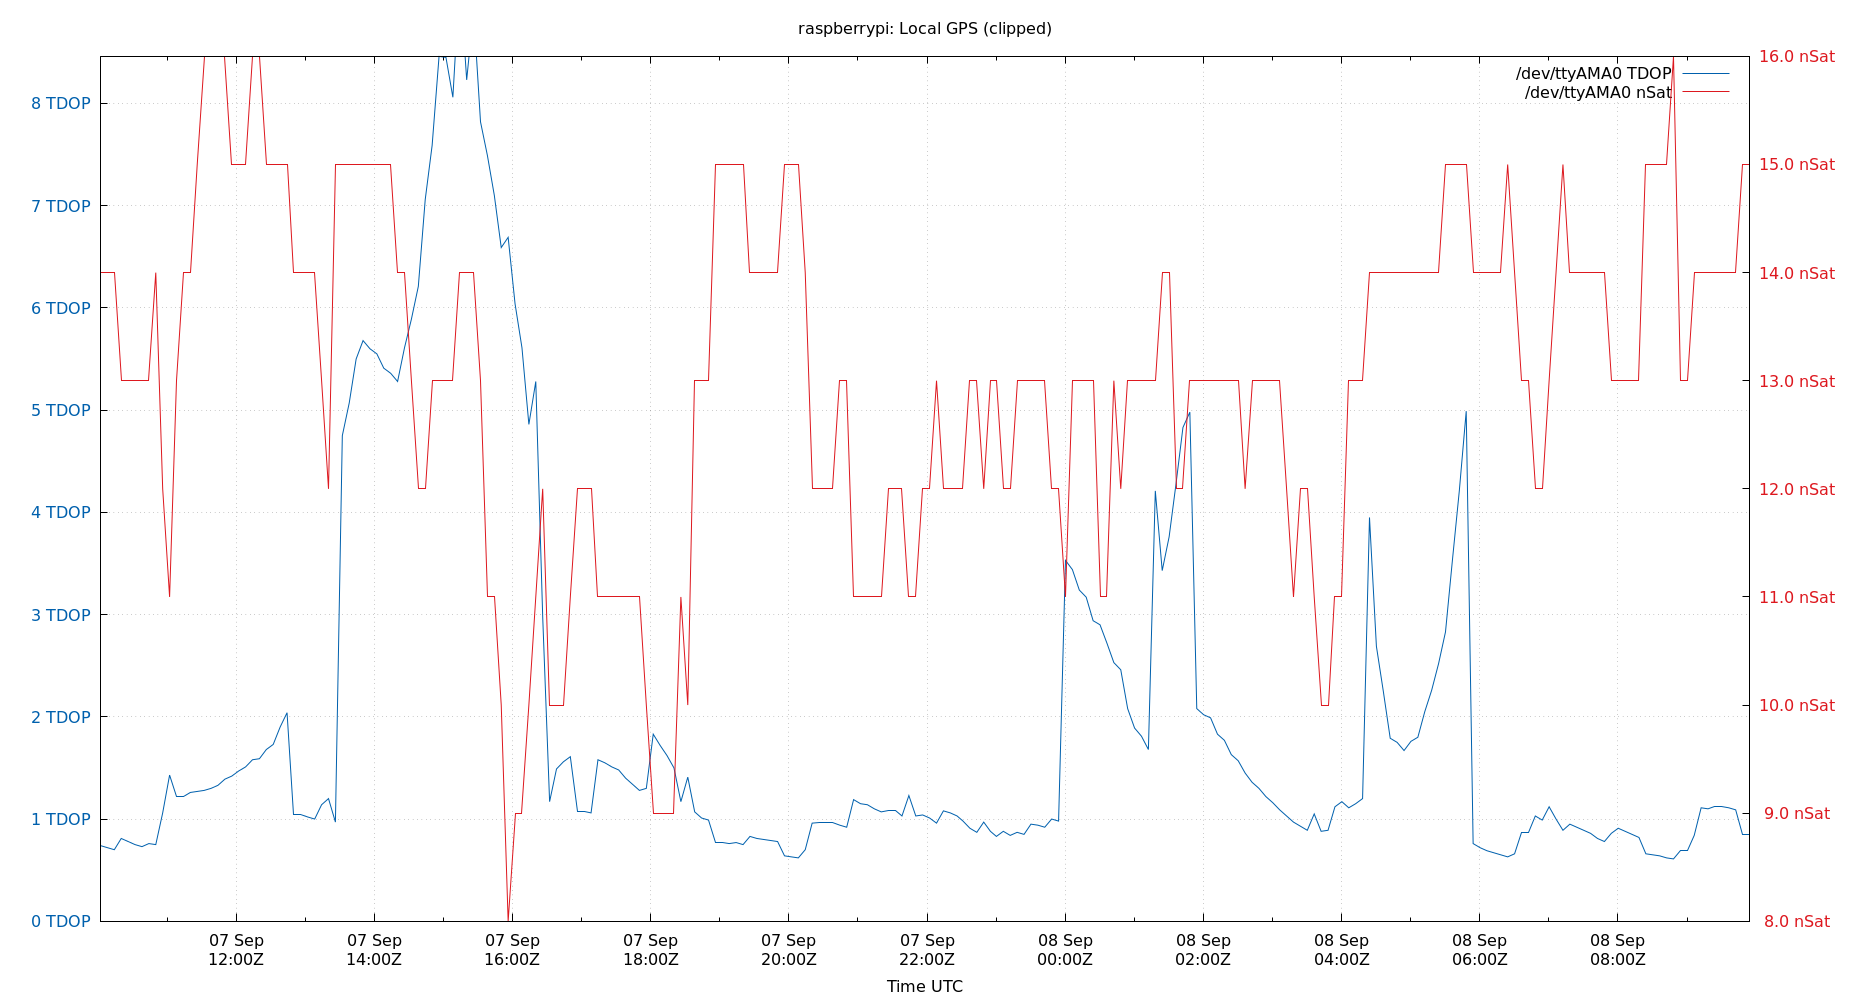 raspberrypi: Local GPS (clipped)
/dev/ttyAMA0 TDOP
/dev/ttyAMA0 nSat
8 TDOP
7 TDOP
6 TDOP
5 TDOP
4 TDOP
3 TDOP
2 TDOP
1 TDOP
0 TDOP
16.0 nSat
15.0 nSat
14.0 nSat
13.0 nSat
12.0 nSat
11.0 nSat
10.0 nSat
9.0 nSat
8.0 nSat
07 Sep 07 Sep 07 Sep 07 Sep 07 Sep 07 Sep 08 Sep 08 Sep 08 Sep 08 Sep 08 Sep
12:00Z 14:00Z 16:00Z 18:00Z 20:00Z 22:00Z 00:00Z 02:00Z 04:00Z 06:00Z 08:00Z
Time UTC